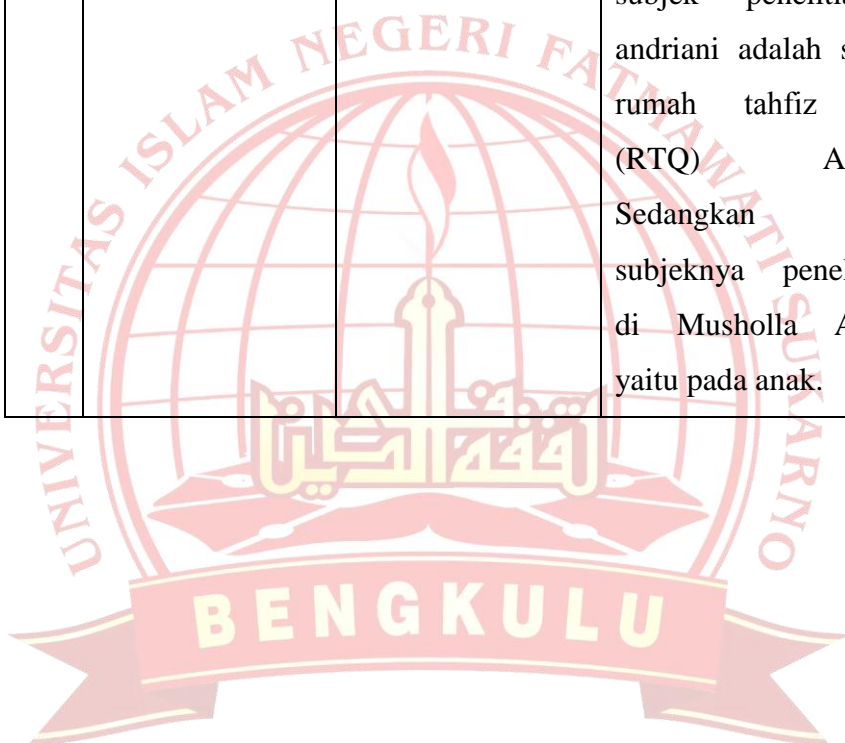 UNIVERSITAS ISLAM NEGERI FATMAWATI SUKARNO
subjek penelitia
andriani adalah s
rumah tahfiz
(RTQ) A
Sedangkan
subjeknya penel
di Musholla A
yaitu pada anak.
BENGKULU